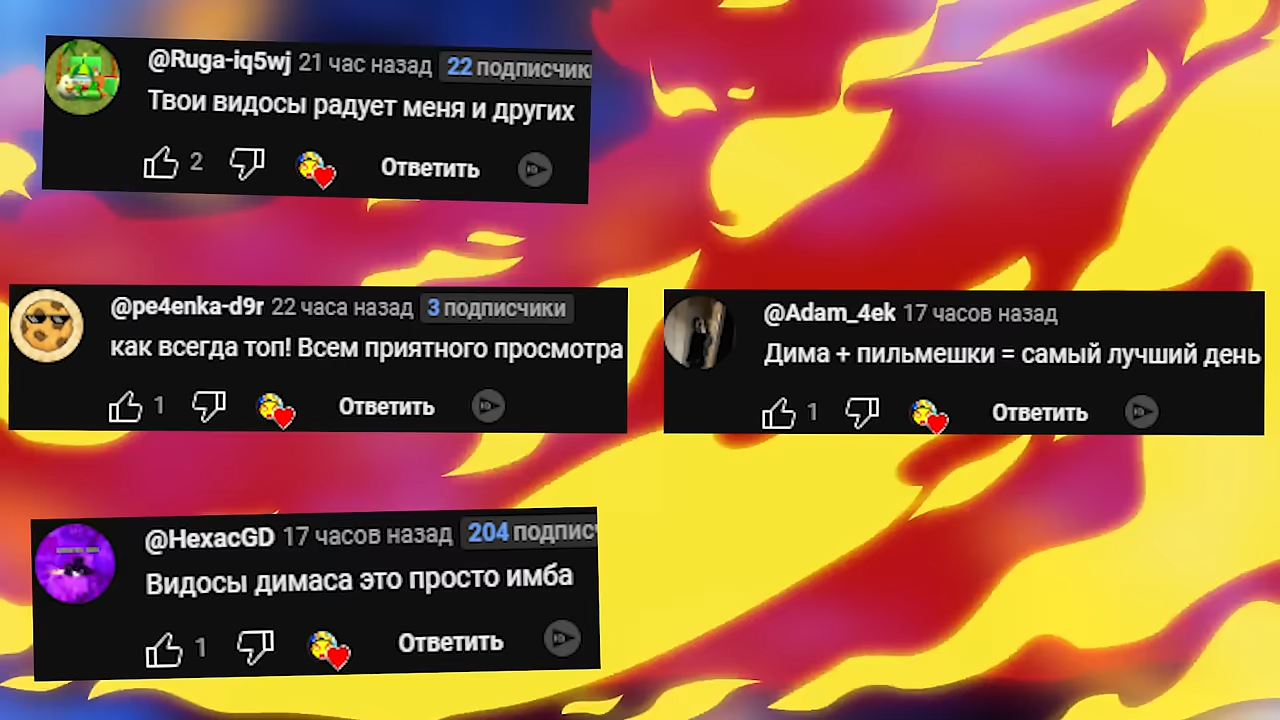 @Ruga-iq5wj 21 час назад 22 подписчик
Твои видосы радует меня и других
2 Ответить
@pe4enka-d9r 22 часа назад 3 подписчики
как всегда топ! Всем приятного просмотра
1 Ответить
@Adam_4ek 17 часов назад
Дима + пильмешки = самый лучший день
1 Ответить
@HexacGD 17 часов назад 204 подпис
Видосы димаса это просто имба
1 Ответить